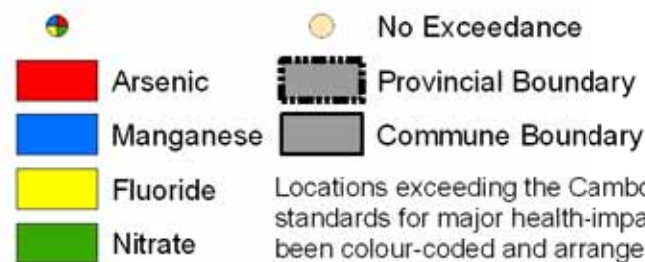 No Exceedance
Arsenic
Provincial Boundary
Manganese
Commune Boundary
Fluoride
Nitrate
Locations exceeding the
standards for major
been colour-coded and